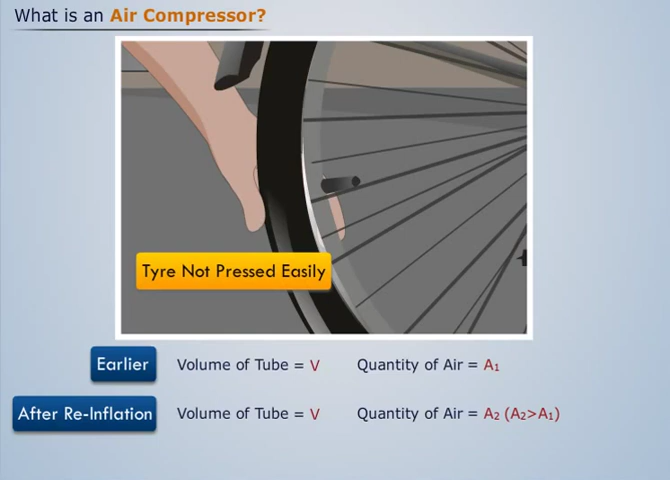 What is an Air Compressor?
Tyre Not Pressed Easily
Earlier Volume of Tube = V Quantity of Air = A₁
After Re-Inflation Volume of Tube = V Quantity of Air = A₂ (A₂>A₁)